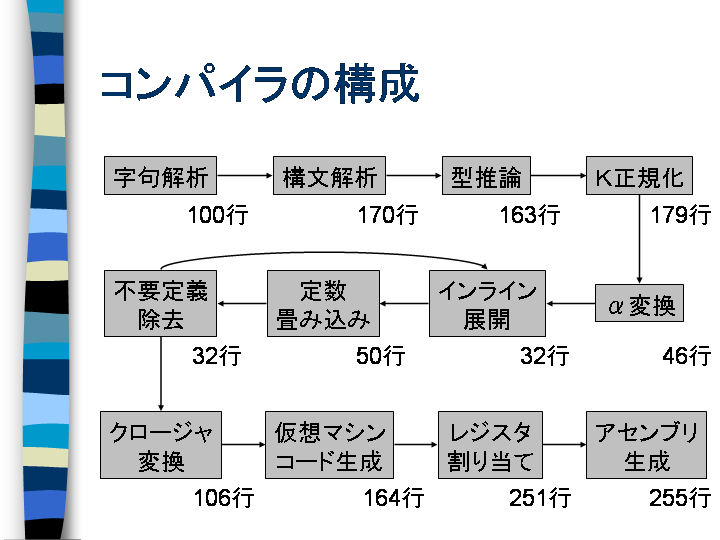 コンパイラの構成
字句解析
構文解析
型推論
K正規化
100行
170行
163行
179行
不要定義
除去
定数
畳み込み
インライン
展開
α変換
32行
50行
32行
46行
クロージャ
変換
仮想マシン
コード生成
レジスタ
割り当て
アセンブリ
生成
106行
164行
251行
255行